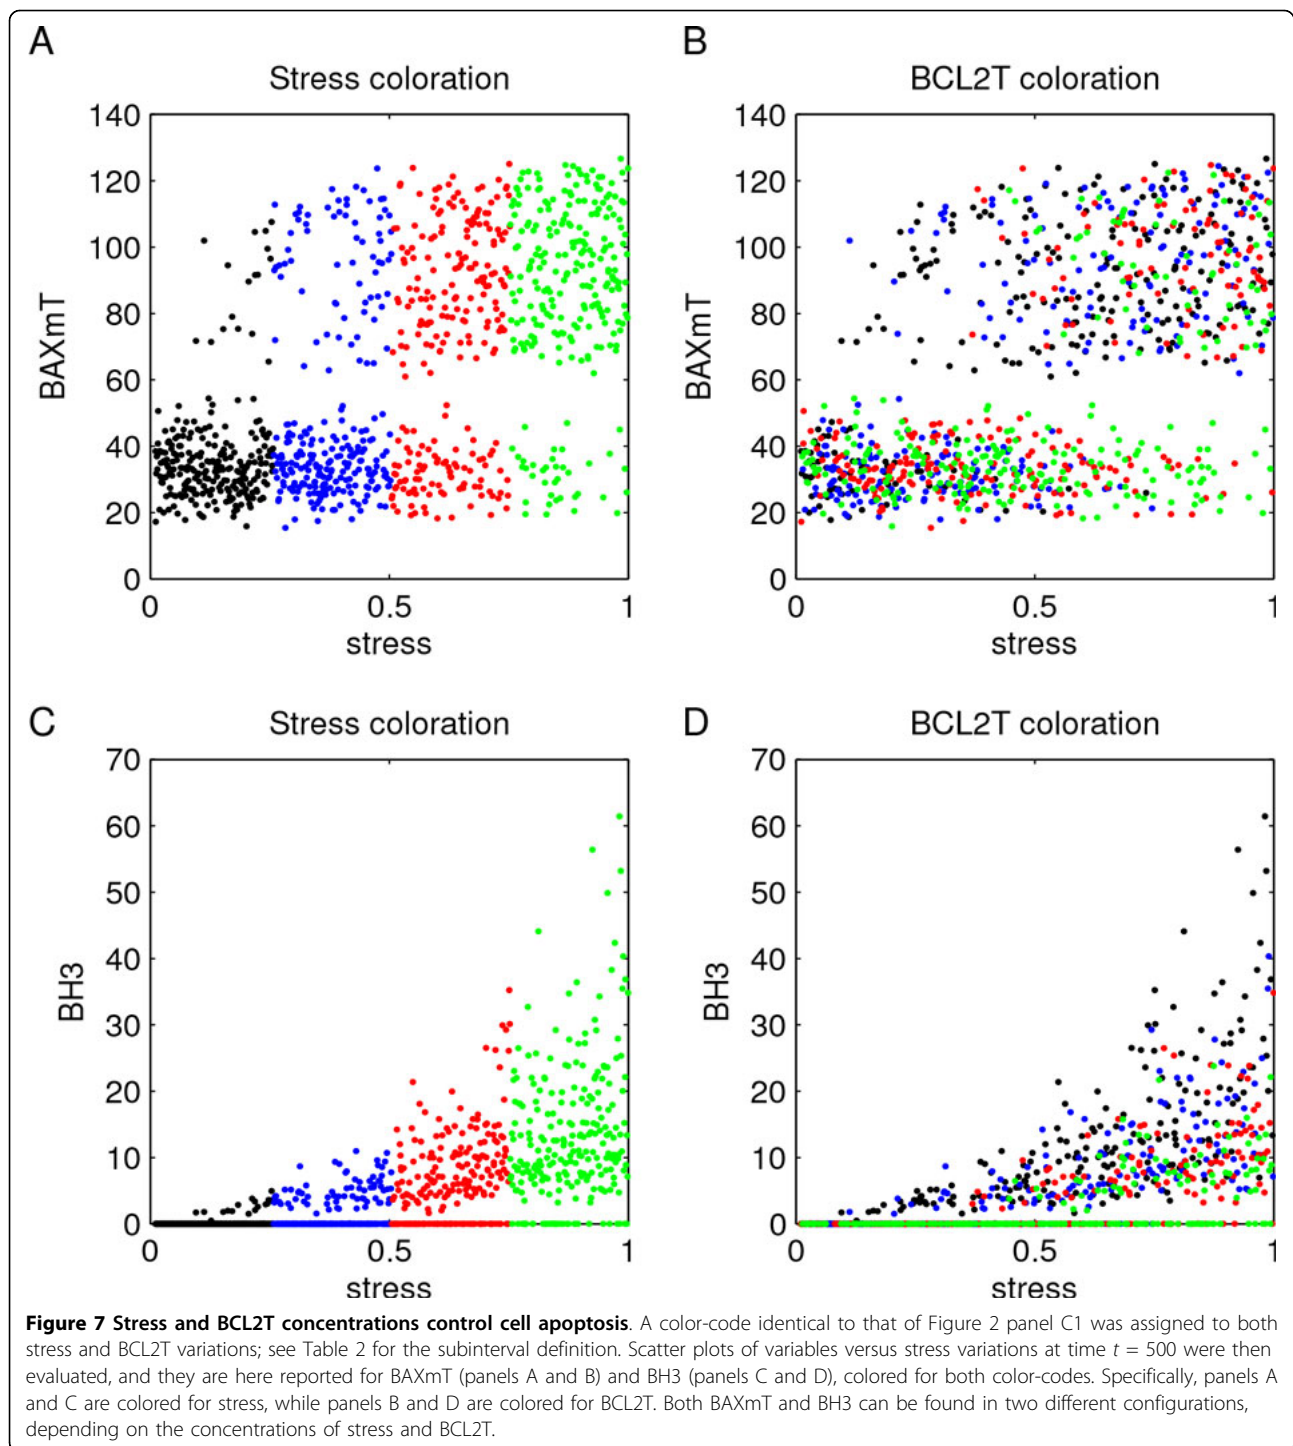 A
Stress coloration
140
120
100
80
60
40
20
0
BAXmT
0
0.5
1
stress
B
BCL2T coloration
140
120
100
80
60
40
20
0
BAXmT
0
0.5
1
stress
C
Stress coloration
70
60
50
40
30
20
10
0
BH3
0
0.5
1
stress
D
BCL2T coloration
70
60
50
40
30
20
10
0
BH3
0
0.5
1
stress
Figure 7 Stress and BCL2T concentrations control cell apoptosis. A color-code identical to that of Figure 2 panel C1 was assigned to both
stress and BCL2T variations; see Table 2 for the subinterval definition. Scatter plots of variables versus stress variations at time t = 500 were then
evaluated, and they are here reported for BAXmT (panels A and B) and BH3 (panels C and D), colored for both color-codes. Specifically, panels A
and C are colored for stress, while panels B and D are colored for BCL2T. Both BAXmT and BH3 can be found in two different configurations,
depending on the concentrations of stress and BCL2T.